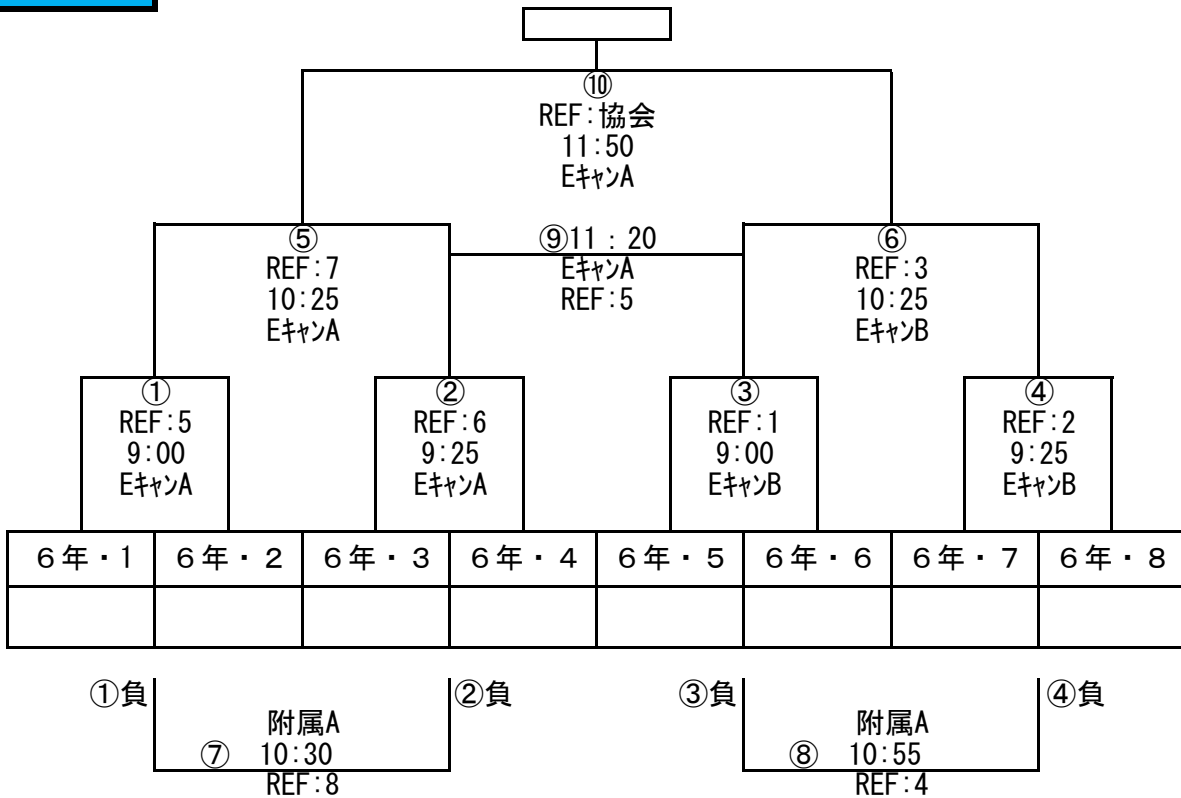 ⑩
REF:協会
11:50
EｷｬﾝA
⑤
REF:7
10:25
EｷｬﾝA
⑨11：20
EｷｬﾝA
REF:5
⑥
REF:3
10:25
EｷｬﾝB
①
REF:5
9:00
EｷｬﾝA
②
REF:6
9:25
EｷｬﾝA
③
REF:1
9:00
EｷｬﾝB
④
REF:2
9:25
EｷｬﾝB
６年・1 ６年・２ ６年・３ ６年・４ ６年・５ ６年・６ ６年・７ ６年・８
①負 ②負 ③負 ④負
附属A
⑦ 10:30
REF:8
附属A
⑧ 10:55
REF:4